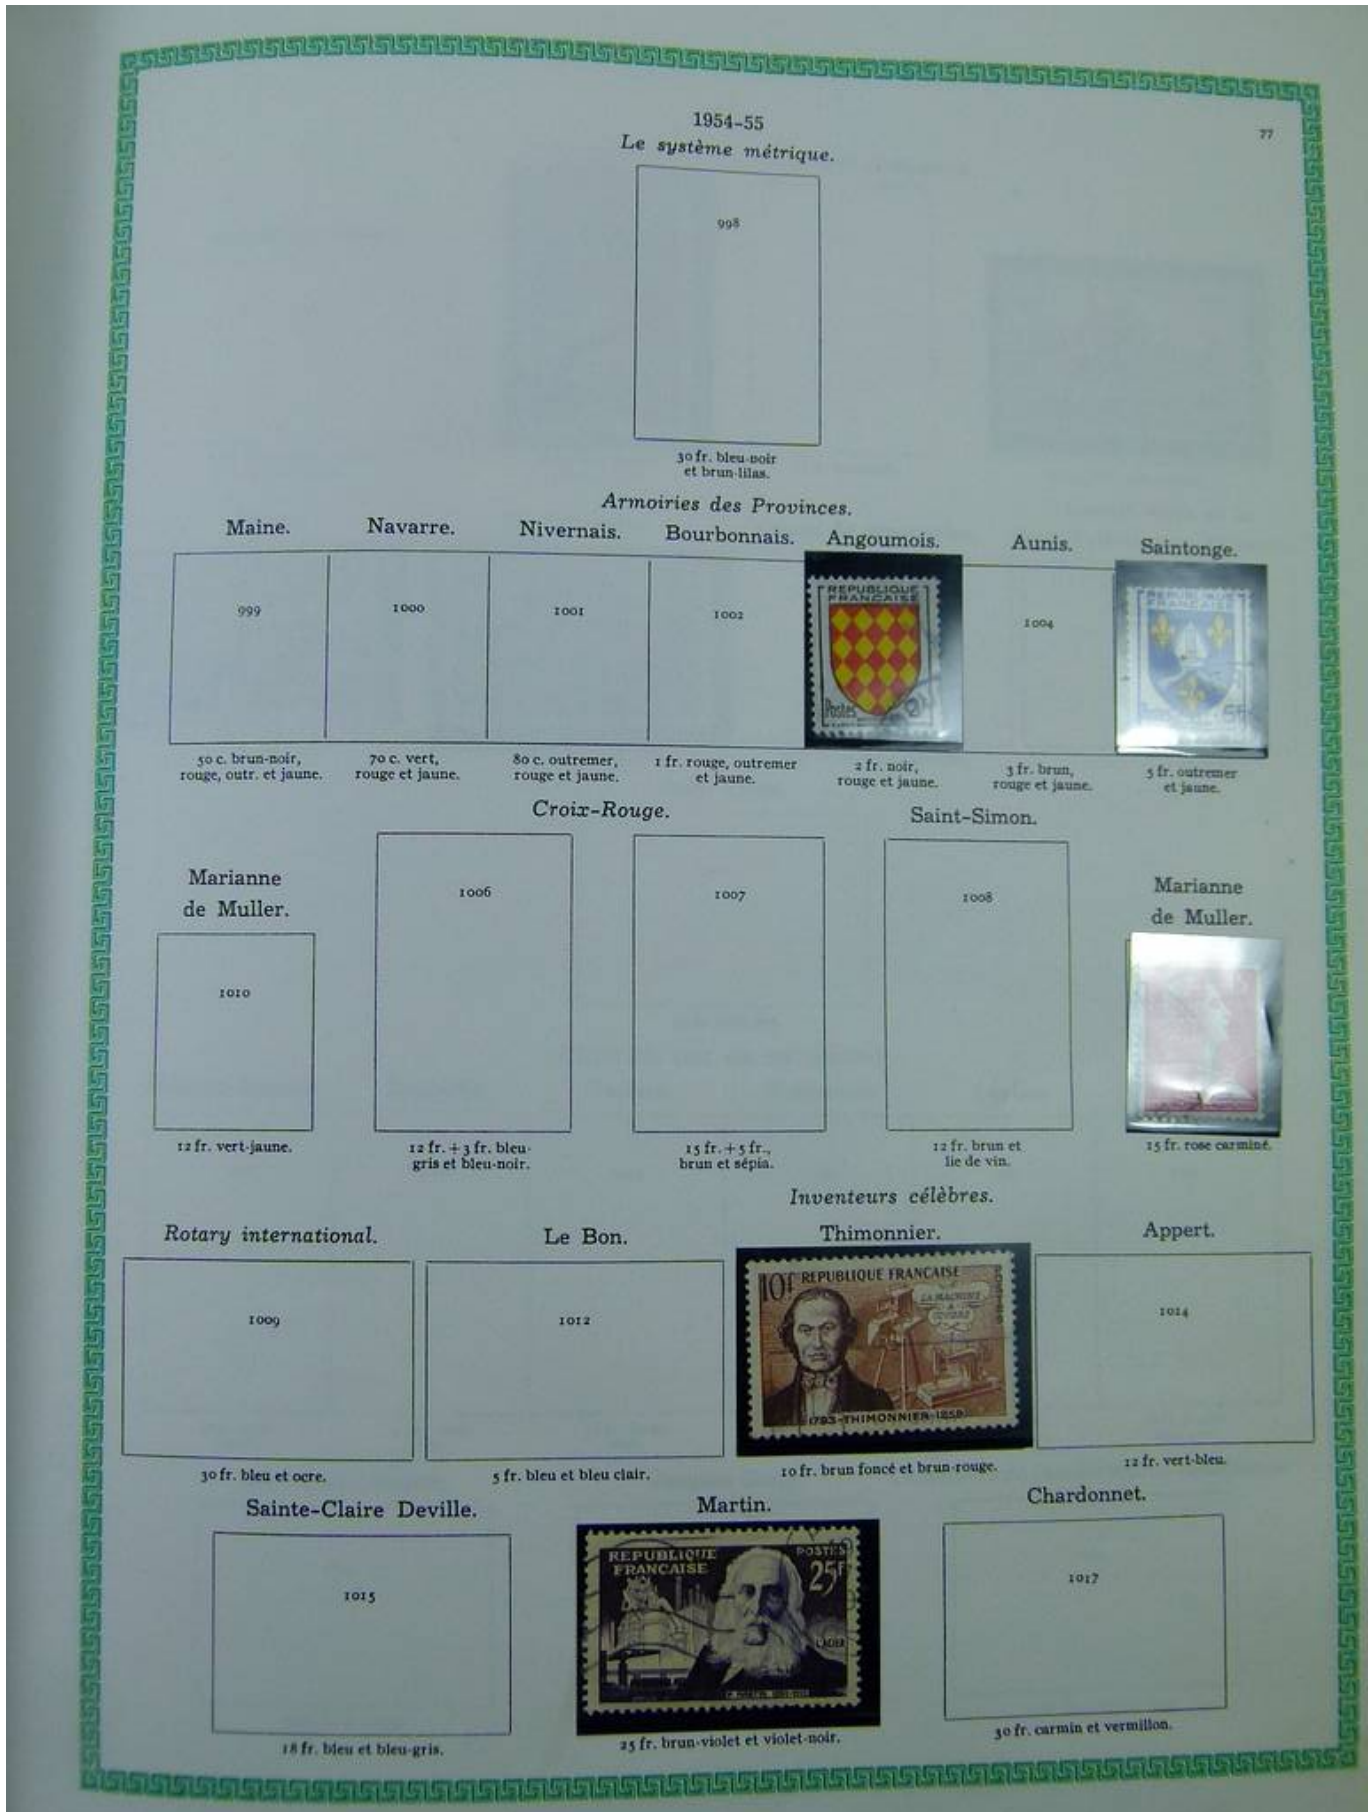 1954-55
77
Le système métrique.
998
30 fr. bleu-noir
et brun-lilas.
Armoiries des Provinces.
Maine. Navarre. Nivernais. Bourbonnais. Angoumois. Aunis. Saintonge.
999 1000 1001 1002 1004
REPUBLIQUE
FRANCAISE
Postes
REPUBLIQUE
FRANCAISE
5F
50 c. brun-noir,
rouge, outr. et jaune.
70 c. vert,
rouge et jaune.
80 c. outremer,
rouge et jaune.
1 fr. rouge, outremer
et jaune.
2 fr. noir,
rouge et jaune.
3 fr. brun,
rouge et jaune.
5 fr. outremer
et jaune.
Croix-Rouge.
Saint-Simon.
Marianne
de Muller.
Marianne
de Muller.
1010 1006 1007 1008
12 fr. vert-jaune.
12 fr. + 3 fr. bleu-
gris et bleu-noir.
15 fr. + 5 fr.,
brun et sépia.
12 fr. brun et
lie de vin.
15 fr. rose carminé.
Inventeurs célèbres.
Rotary international. Le Bon. Thimonnier. Appert.
1009 1012 1014
10f REPUBLIQUE FRANÇAISE
LA MACHINE
A
COUDRE
1793-THIMONNIER-1859
30 fr. bleu et ocre.
5 fr. bleu et bleu clair.
10 fr. brun foncé et brun-rouge.
12 fr. vert-bleu.
Sainte-Claire Deville. Martin. Chardonnet.
1015 1017
REPUBLIQUE
FRANÇAISE
POSTES
25f
L'ACIER
18 fr. bleu et bleu-gris.
25 fr. brun-violet et violet-noir.
30 fr. carmin et vermillon.